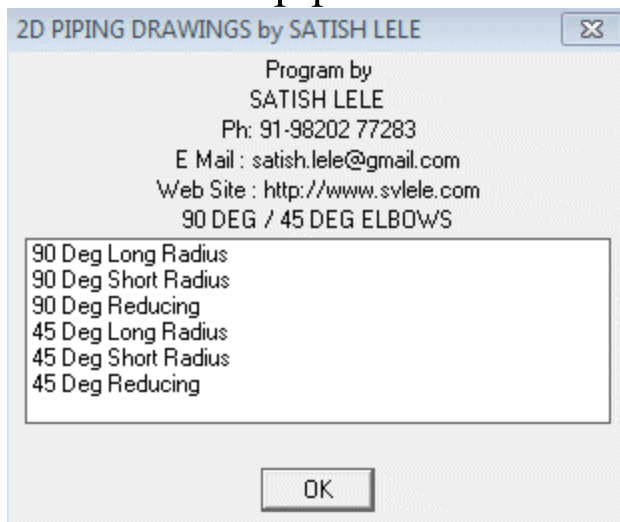 2D PIPING DRAWINGS by SATISH LELE
Program by
SATISH LELE
Ph: 91-98202 77283
E Mail : satish.lele@gmail.com
Web Site : http://www.svlele.com
90 DEG / 45 DEG ELBOWS
90 Deg Long Radius
90 Deg Short Radius
90 Deg Reducing
45 Deg Long Radius
45 Deg Short Radius
45 Deg Reducing
OK